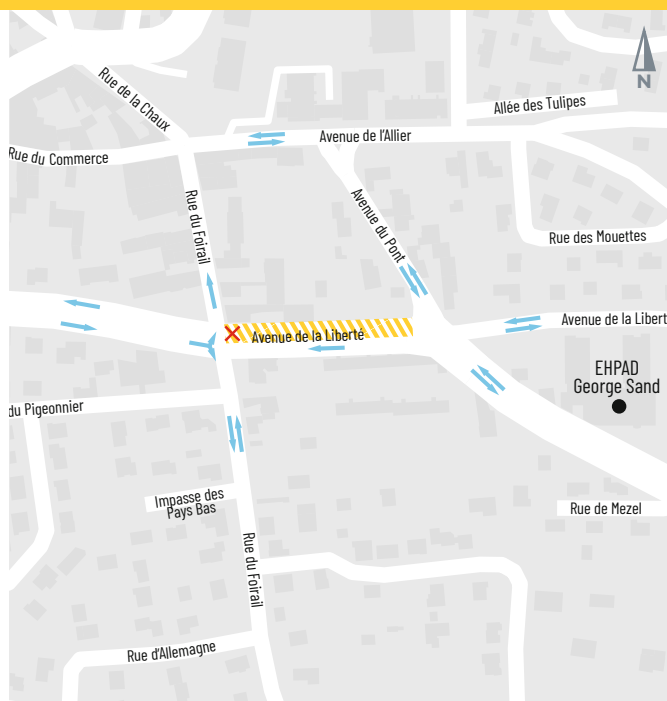 N
Rue de la Chaux
Allée des Tulipes
Avenue de l'Allier
Rue du Commerce
Rue du Foirail
Avenue du Pont
Rue des Mouettes
Avenue de la Libert
Avenue de la Liberté
EHPAD
George Sand
du Pigeonnier
Impasse des
Pays Bas
Rue de Mezel
Rue du Foirail
Rue d'Allemagne